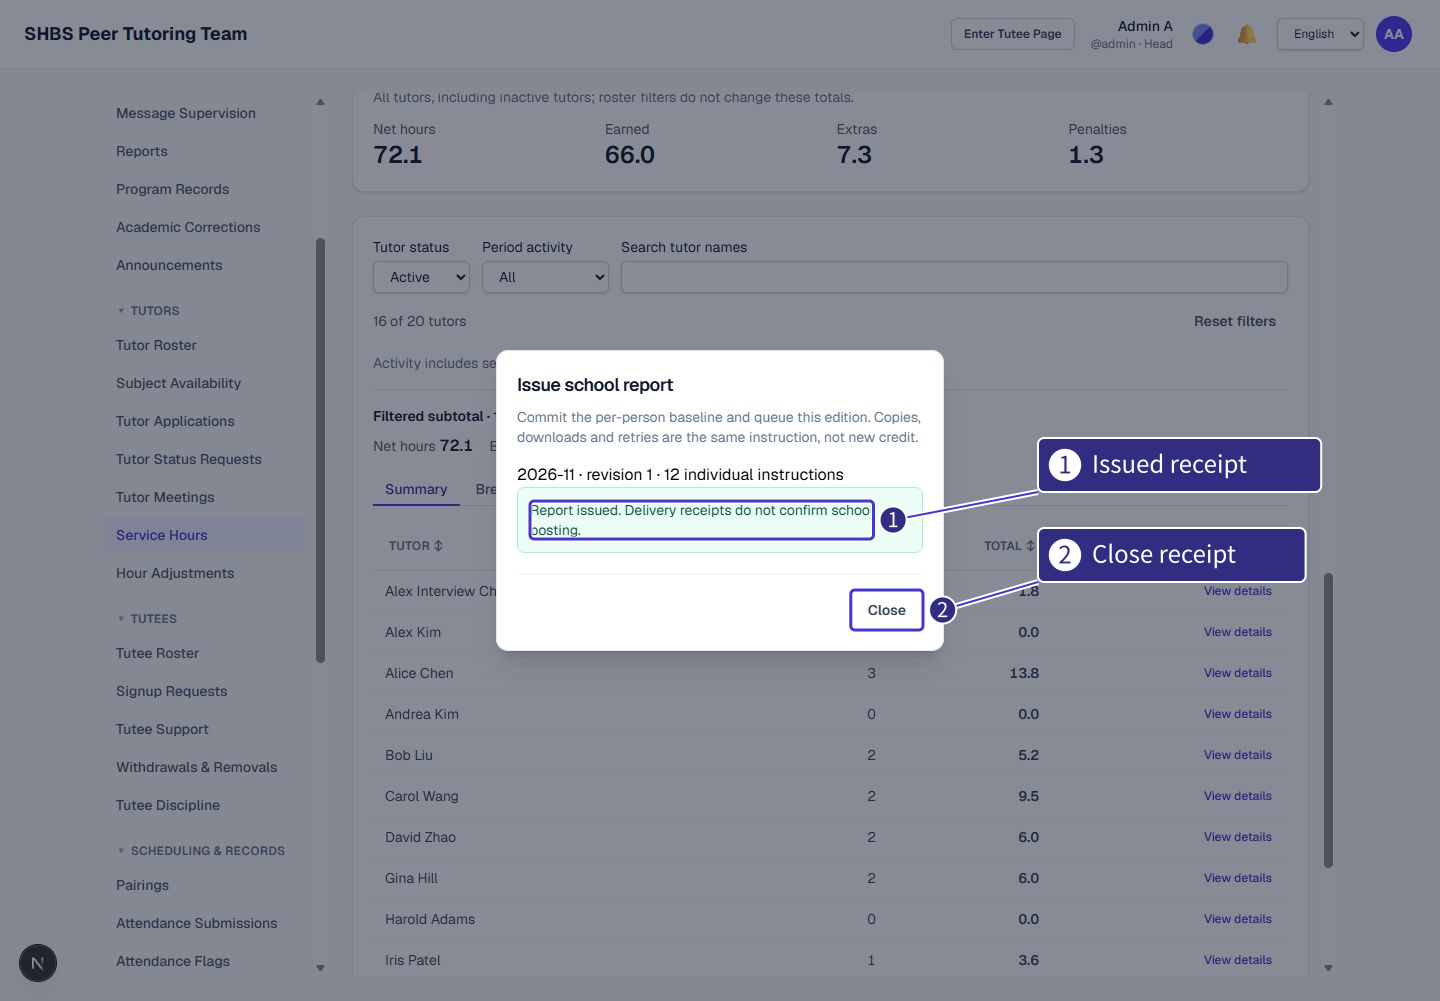 SHBS Peer Tutoring Team
Enter Tutee Page
Admin A
@admin · Head
English
AA
Message Supervision
Reports
Program Records
Academic Corrections
Announcements
TUTORS
Tutor Roster
Subject Availability
Tutor Applications
Tutor Status Requests
Tutor Meetings
Service Hours
Hour Adjustments
TUTEES
Tutee Roster
Signup Requests
Tutee Support
Withdrawals & Removals
Tutee Discipline
SCHEDULING & RECORDS
Pairings
Attendance Submissions
Attendance Flags
N
All tutors, including inactive tutors; roster filters do not change these totals.
Net hours Earned Extras Penalties
72.1 66.0 7.3 1.3
Tutor status Period activity Search tutor names
Active All
16 of 20 tutors Reset filters
Activity includes se
Filtered subtotal ·
Net hours 72.1 E
Summary Bre
TUTOR TOTAL
Issue school report
Commit the per-person baseline and queue this edition. Copies,
downloads and retries are the same instruction, not new credit.
2026-11 · revision 1 · 12 individual instructions
Report issued. Delivery receipts do not confirm schoo
posting.
Close
1
2
1 Issued receipt
2 Close receipt
Alex Interview Ch 1.8 View details
Alex Kim 0.0 View details
Alice Chen 3 13.8 View details
Andrea Kim 0 0.0 View details
Bob Liu 2 5.2 View details
Carol Wang 2 9.5 View details
David Zhao 2 6.0 View details
Gina Hill 2 6.0 View details
Harold Adams 0 0.0 View details
Iris Patel 1 3.6 View details